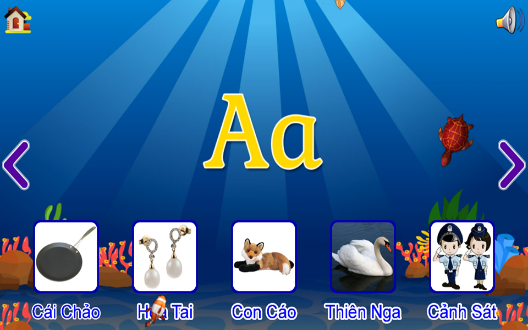 Aa
Cái Chảo
Tai
Con Cáo
Thiên Nga
Cảnh Sát